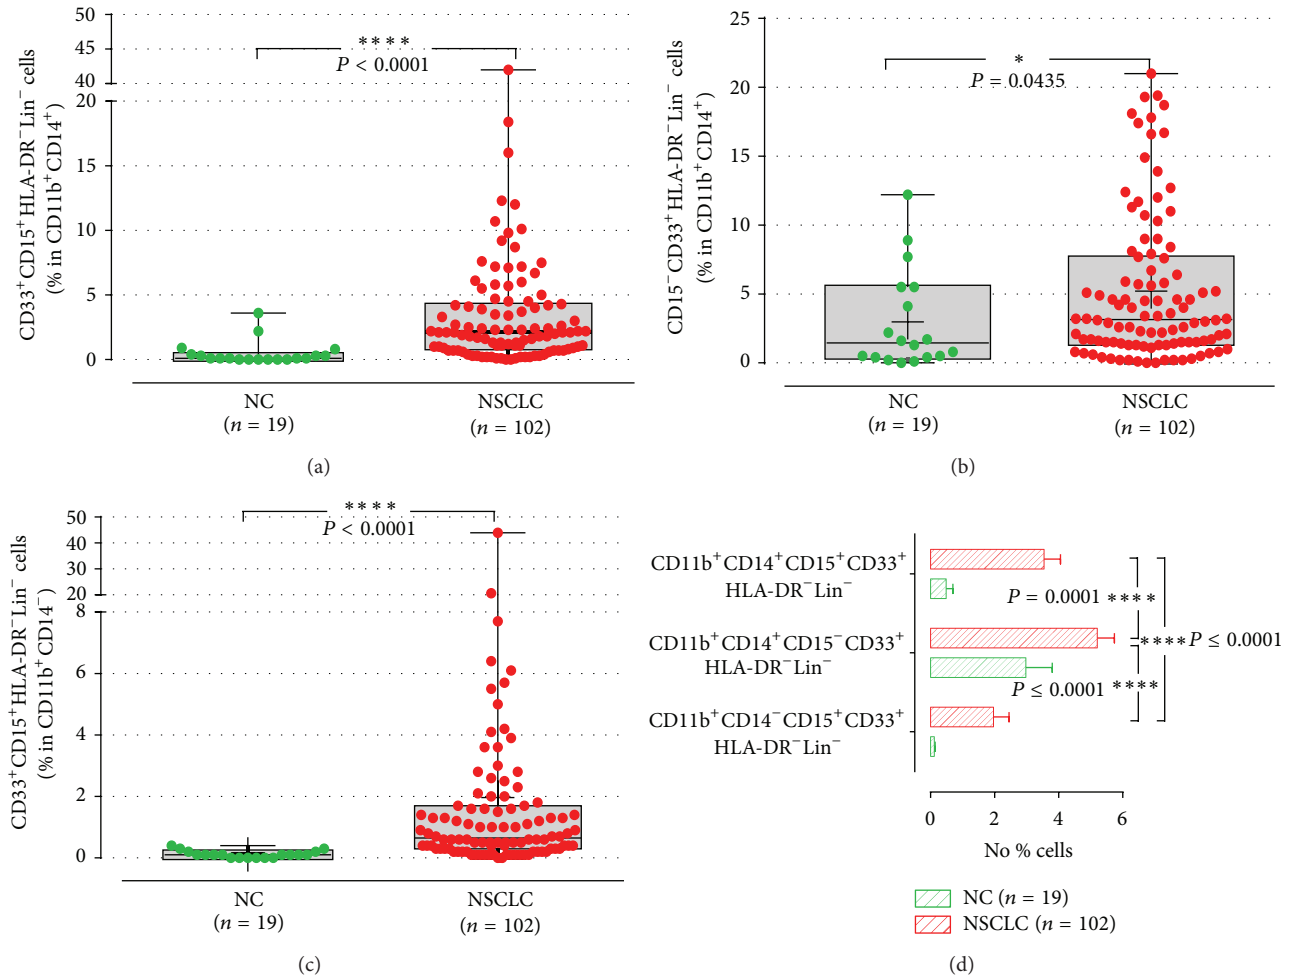 CD33⁺CD15⁺HLA-DR⁻Lin⁻ cells
(% in CD11b⁺CD14⁺)
50
45
40
20
15
10
5
0
****
P < 0.0001
NC
(n = 19)
NSCLC
(n = 102)
(a)
CD15⁻CD33⁺HLA-DR⁻Lin⁻ cells
(% in CD11b⁺CD14⁺)
25
20
15
10
5
0
*
P = 0.0435
NC
(n = 19)
NSCLC
(n = 102)
(b)
CD33⁺CD15⁺HLA-DR⁻Lin⁻ cells
(% in CD11b⁺CD14⁻)
50
40
30
20
8
6
4
2
0
****
P < 0.0001
NC
(n = 19)
NSCLC
(n = 102)
(c)
CD11b⁺CD14⁺CD15⁺CD33⁺
HLA-DR⁻Lin⁻
P = 0.0001 ****
CD11b⁺CD14⁺CD15⁻CD33⁺
HLA-DR⁻Lin⁻
**** P ≤ 0.0001
P ≤ 0.0001 ****
CD11b⁺CD14⁻CD15⁺CD33⁺
HLA-DR⁻Lin⁻
0 2 4 6
No % cells
NC (n = 19)
NSCLC (n = 102)
(d)